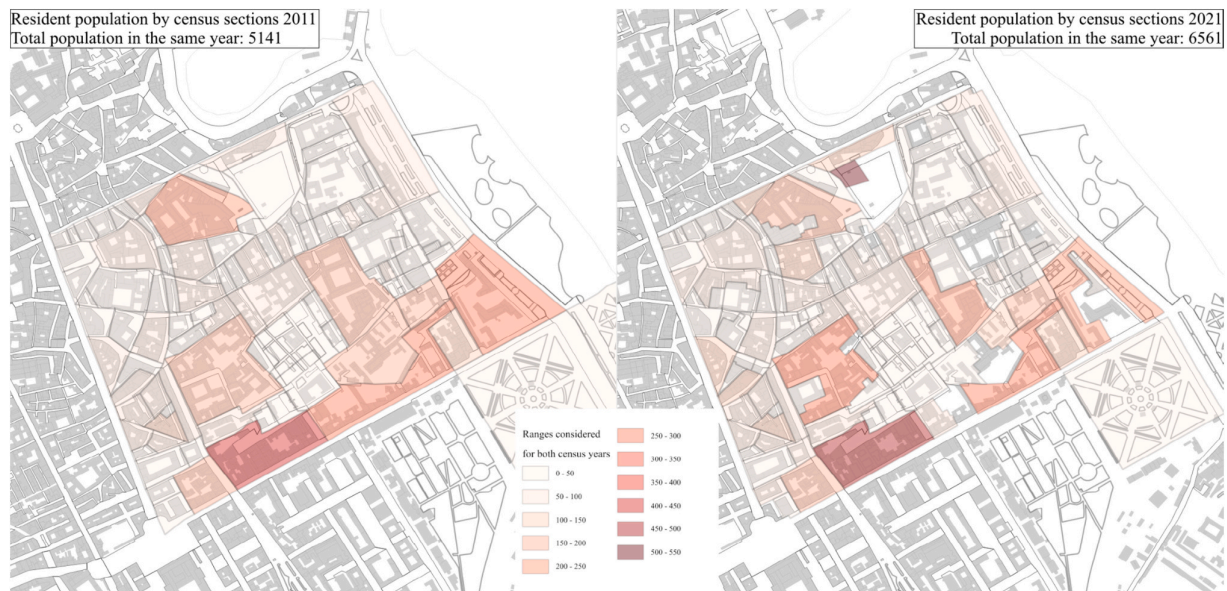 Resident population by census sections 2011
Total population in the same year: 5141
Resident population by census sections 2021
Total population in the same year: 6561
Ranges considered
for both census years
0 - 50
50 - 100
100 - 150
150 - 200
200 - 250
250 - 300
300 - 350
350 - 400
400 - 450
450 - 500
500 - 550